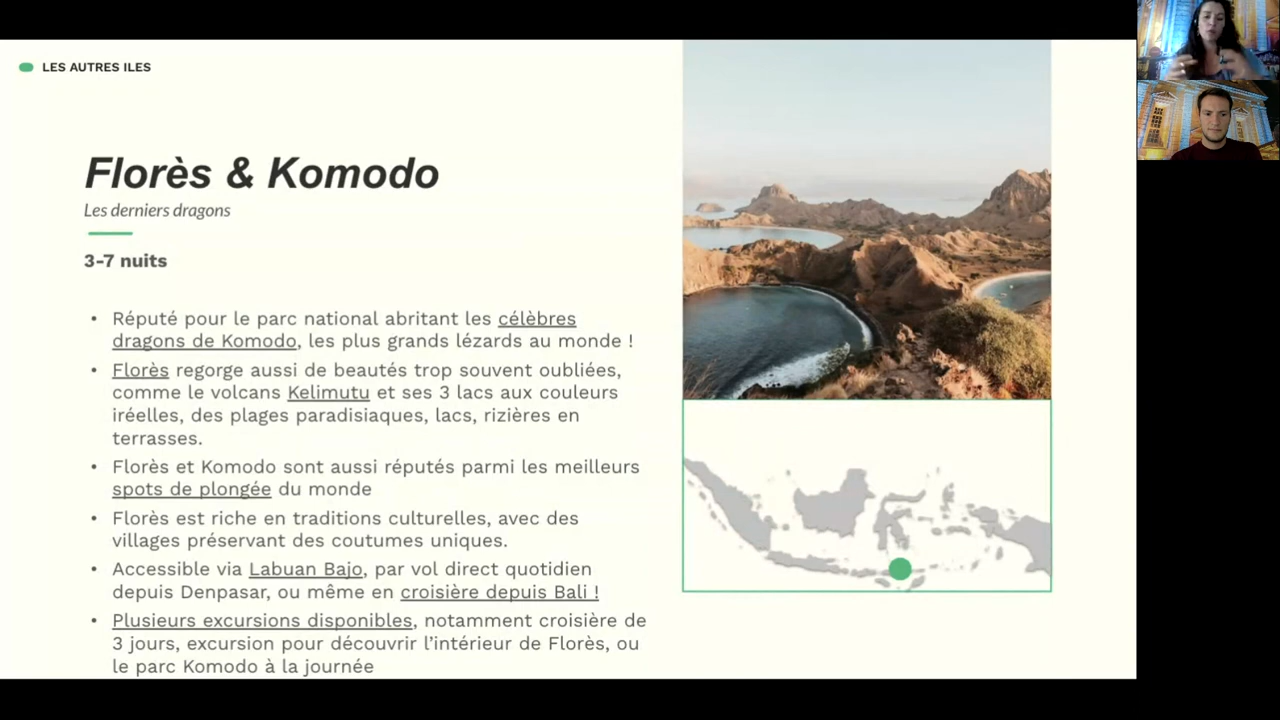 LES AUTRES ILES
Florès & Komodo
Les derniers dragons
3-7 nuits
• Réputé pour le parc national abritant les célèbres
dragons de Komodo, les plus grands lézards au monde !
• Florès regorge aussi de beautés trop souvent oubliées,
comme le volcans Kelimutu et ses 3 lacs aux couleurs
iréelles, des plages paradisiaques, lacs, rizières en
terrasses.
• Florès et Komodo sont aussi réputés parmi les meilleurs
spots de plongée du monde
• Florès est riche en traditions culturelles, avec des
villages préservant des coutumes uniques.
• Accessible via Labuan Bajo, par vol direct quotidien
depuis Denpasar, ou même en croisière depuis Bali !
• Plusieurs excursions disponibles, notamment croisière de
3 jours, excursion pour découvrir l’intérieur de Florès, ou
le parc Komodo à la journée